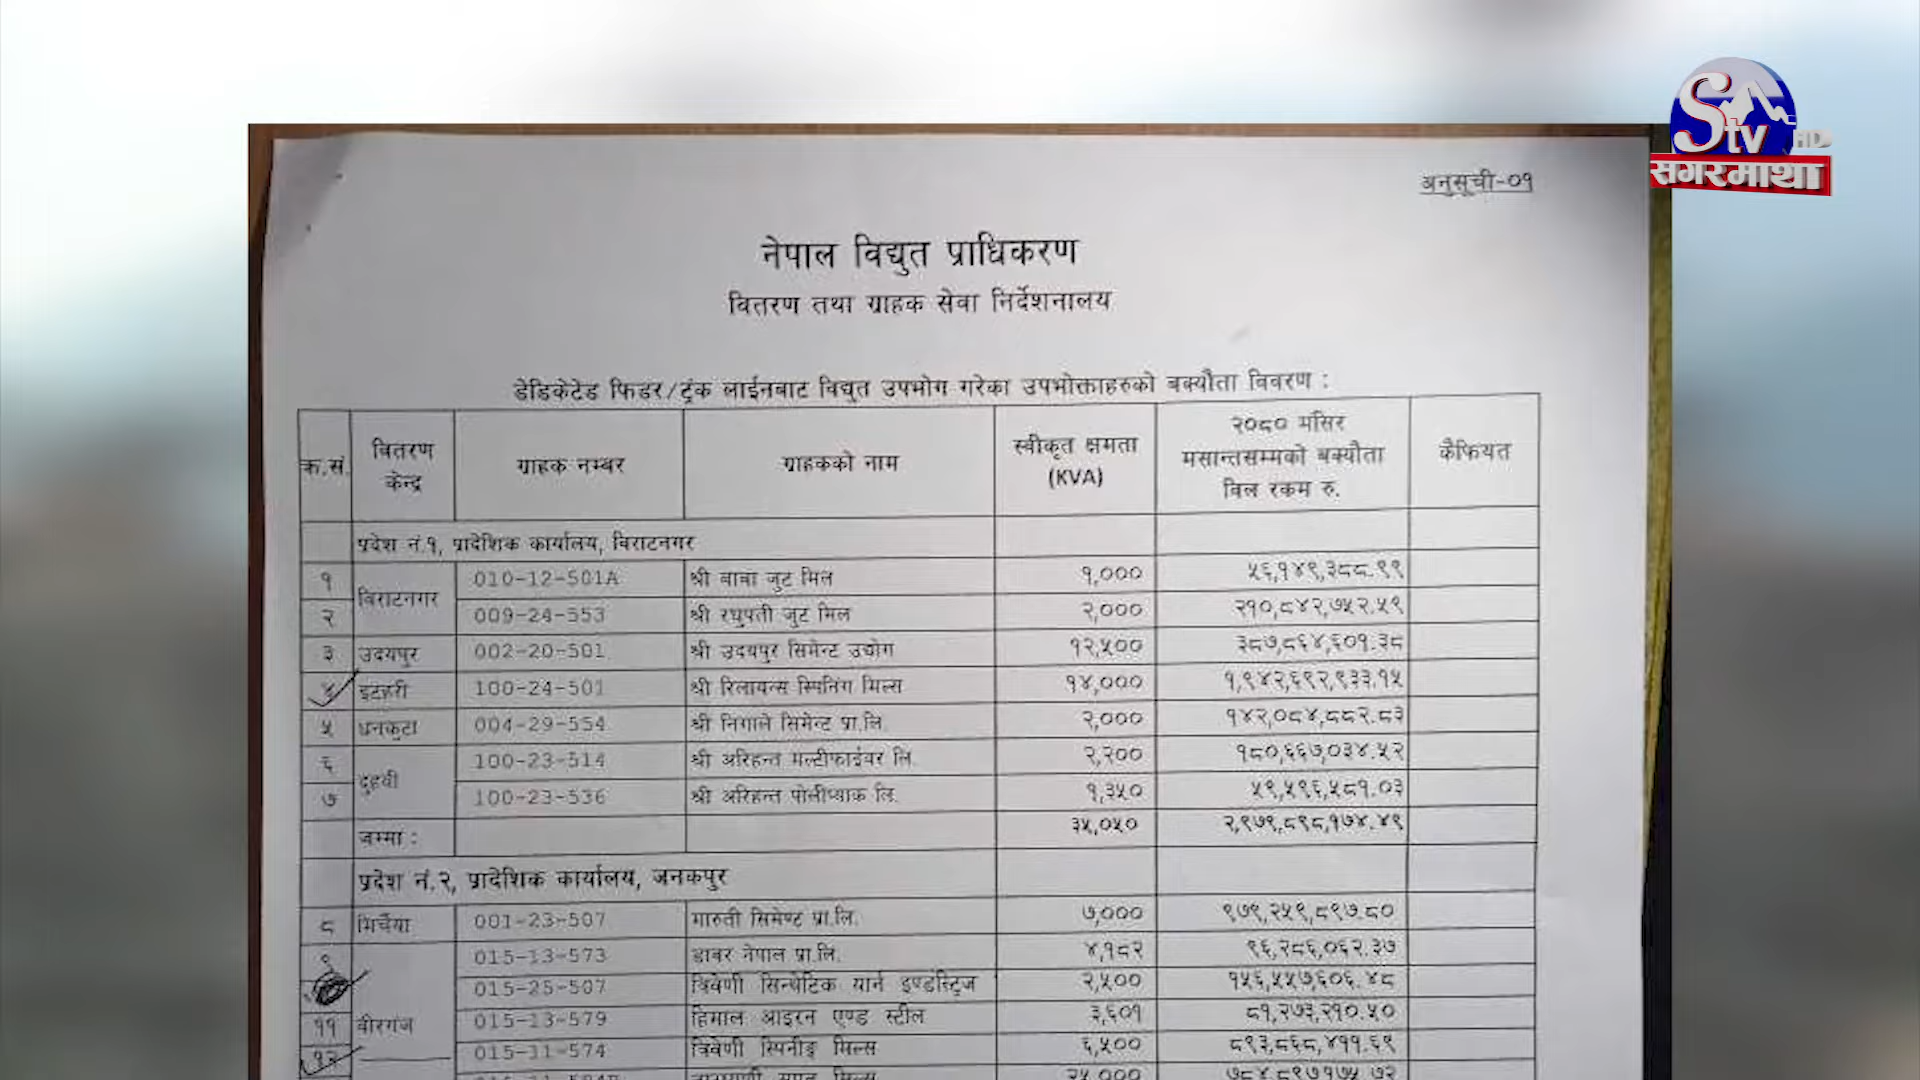 STV HD
सगरमाथा
अनुसूची-०१
नेपाल विद्युत प्राधिकरण
वितरण तथा ग्राहक सेवा निर्देशनालय
डेडिकेटेड फिडर/ट्रंक लाईनबाट विद्युत उपभोग गरेका उपभोक्ताहरुको बक्यौता विवरण :
क.सं. वितरण केन्द्र ग्राहक नम्बर ग्राहकको नाम स्वीकृत क्षमता (KVA) २०८० मंसिर मसान्तसम्मको बक्यौता विल रकम रु. कैफियत
प्रदेश नं.१, प्रादेशिक कार्यालय, विराटनगर
१ विराटनगर 010-12-501A श्री बाबा जुट मिल १,००० ५६,१४९,३८८.९९
२ 009-24-553 श्री रघुपती जुट मिल २,००० २१०,८४२,७५२.५९
३ उदयपुर 002-20-501 श्री उदयपुर सिमेन्ट उद्योग १२,५०० ३८७,८६४,६०१.३८
४ इटहरी 100-24-501 श्री रिलायन्स स्पिनिंग मिल्स १४,००० १,९४२,६९२,९३३.१५
५ धनकुटा 004-29-554 श्री निगाले सिमेन्ट प्रा.लि. २,००० १४२,०८४,८८२.८३
६ दुहवी 100-23-514 श्री अरिहन्त मल्टीफाईवर लि. २,२०० १८०,६६७,०३४.५२
७ 100-23-536 श्री अरिहन्त पोलीप्याक लि. १,३५० ५९,५९६,५८१.०३
जम्मा : ३५,०५० २,९७९,८९८,१७४.४९
प्रदेश नं.२, प्रादेशिक कार्यालय, जनकपुर
८ मिर्चैया 001-23-507 मारुती सिमेण्ट प्रा.लि. ७,००० ९७९,२५९,८९७.८०
९ 015-13-573 डाबर नेपाल प्रा.लि. ४,१८२ ९६,२८६,०६२.३७
015-25-507 त्रिवेणी सिन्थेटिक यार्न इण्डस्ट्रिज २,५०० १५६,५५७,६०६.४८
११ वीरगंज 015-13-579 हिमाल आइरन एण्ड स्टील ३,६०१ ८१,२७३,२१०.५०
१२ 015-11-574 त्रिवेणी स्पिनीङ्ग मिल्स ६,५०० ८९३,८६८,४११.६९